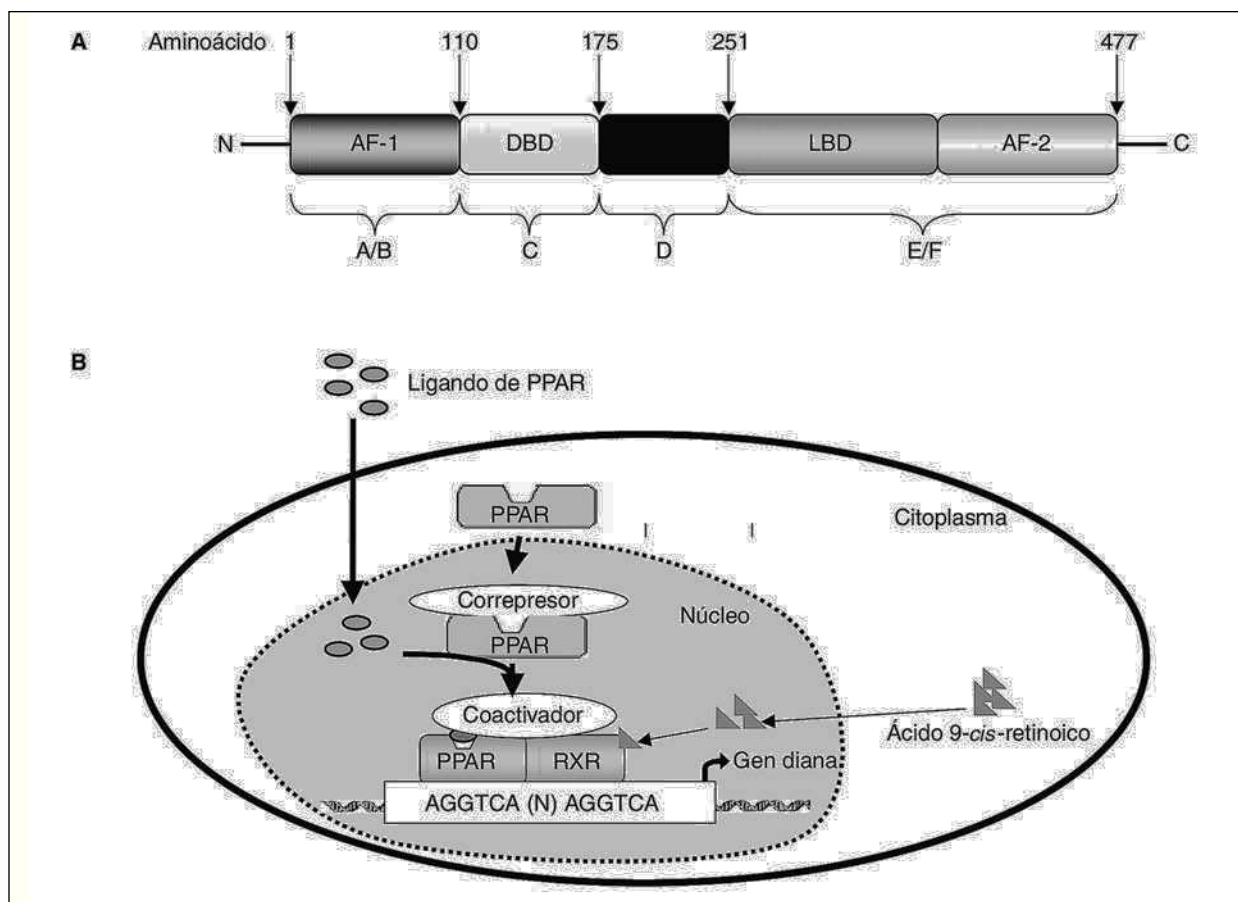 A Aminoácido 1 110 175 251 477
N AF-1 DBD LBD AF-2 C
A/B C D E/F
B
Ligando de PPAR
PPAR
Citoplasma
Correpresor
Núcleo
PPAR
Coactivador
Ácido 9-cis-retinoico
PPAR RXR
Gen diana
AGGTCA (N) AGGTCA